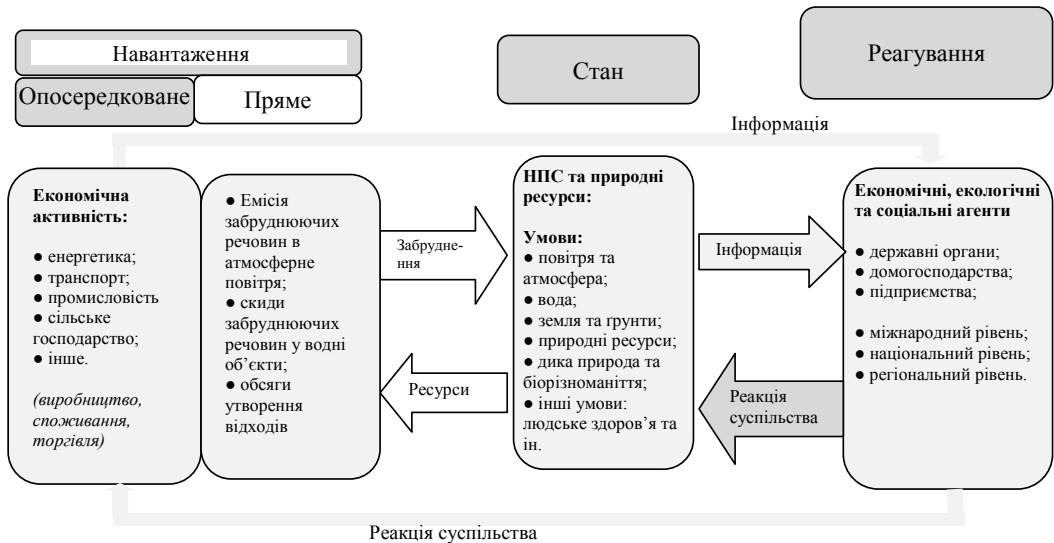 Навантаження
Опосередковане
Пряме
Стан
Реагування
Інформація
Економічна
активність:
● енергетика;
● транспорт;
● промисловість
● сільське
господарство;
● інше.
(виробництво,
споживання,
торгівля)
● Емісія
забруднюючих
речовин в
атмосферне
повітря;
● скиди
забруднюючих
речовин у водні
об’єкти;
● обсяги
утворення
відходів
Забрудне-
ння
Ресурси
НПС та природні
ресурси:
Умови:
● повітря та
атмосфера;
● вода;
● земля та ґрунти;
● природні ресурси;
● дика природа та
біорізноманіття;
● інші умови:
людське здоров’я та
ін.
Інформація
Реакція
суспільства
Економічні, екологічні
та соціальні агенти
● державні органи;
● домогосподарства;
● підприємства;
● міжнародний рівень;
● національний рівень;
● регіональний рівень.
Реакція суспільства